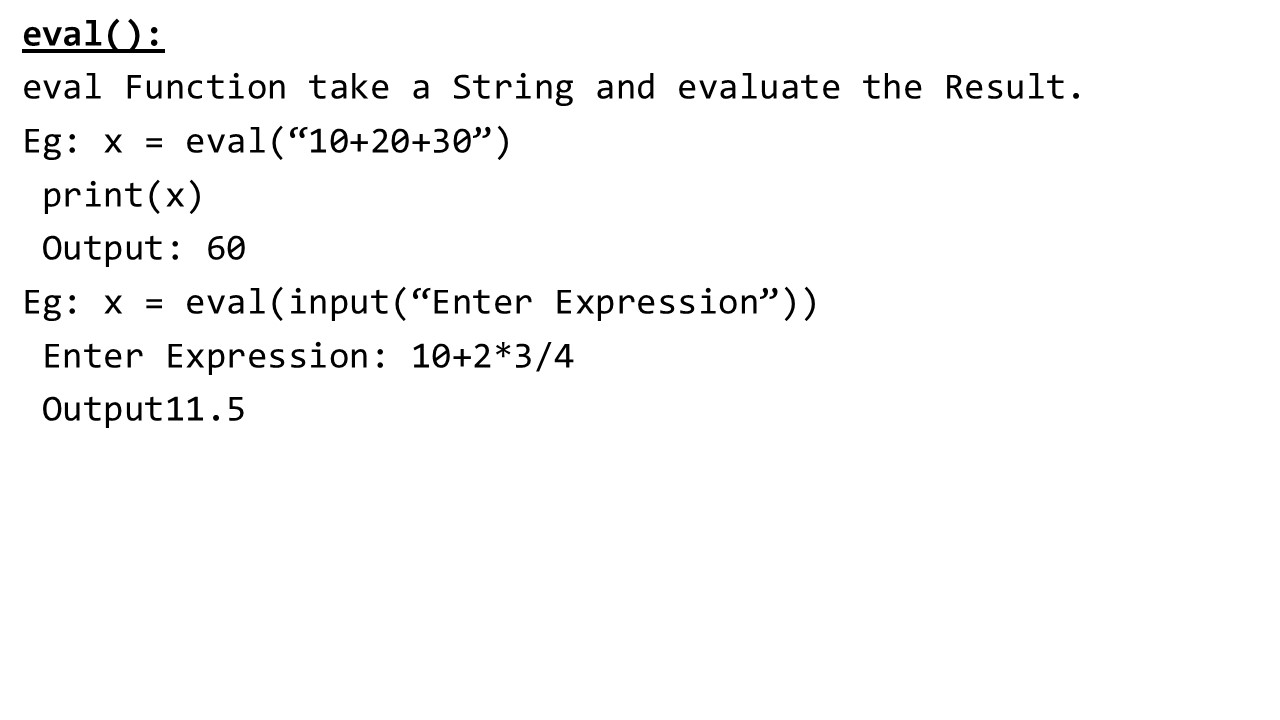 eval():
eval Function take a String and evaluate the Result.
Eg: x = eval(“10+20+30”)
print(x)
Output: 60
Eg: x = eval(input(“Enter Expression”))
Enter Expression: 10+2*3/4
Output11.5